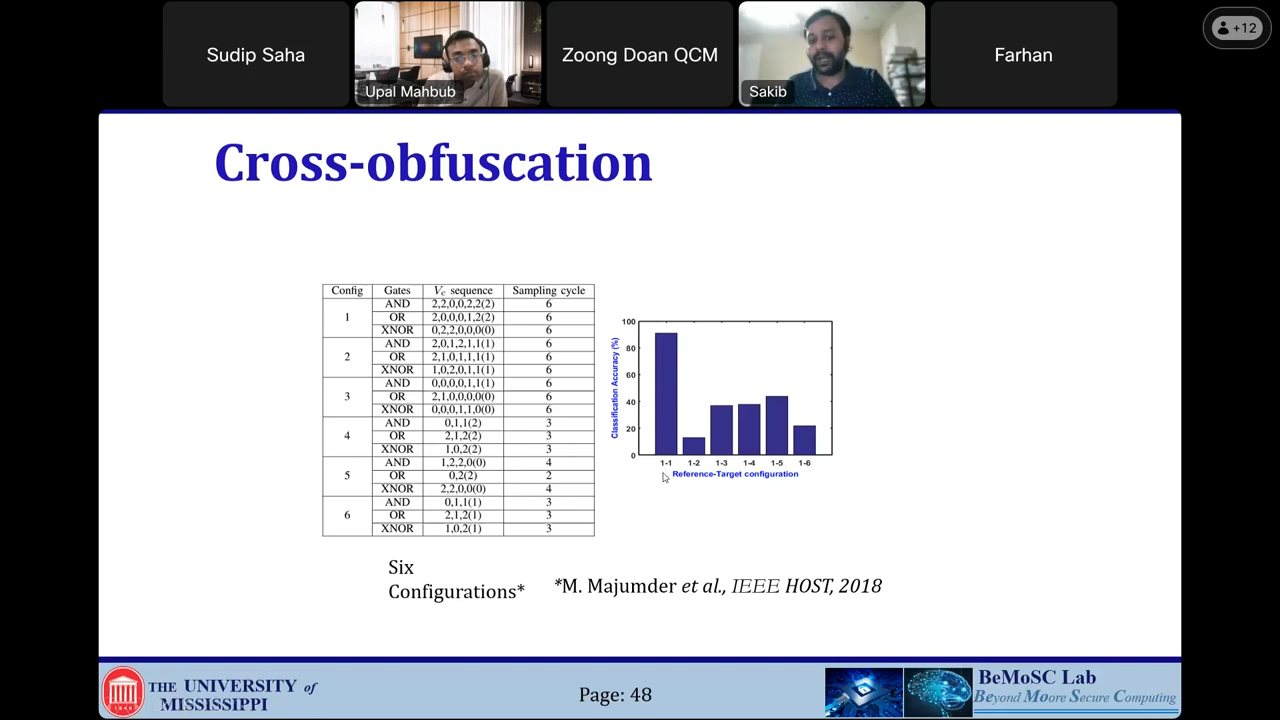 +12
Sudip Saha
Upal Mahbub
Zoong Doan QCM
Sakib
Farhan
Cross-obfuscation
Config Gates Vc sequence Sampling cycle
1 AND 2,2,0,0,2,2(2) 6
OR 2,0,0,0,1,2(2) 6
XNOR 0,2,2,0,0,0(0) 6
2 AND 2,0,1,2,1,1(1) 6
OR 2,1,0,1,1,1(1) 6
XNOR 1,0,2,0,1,1(1) 6
3 AND 0,0,0,0,1,1(1) 6
OR 2,1,0,0,0,0(0) 6
XNOR 0,0,0,1,1,0(0) 6
4 AND 0,1,1(2) 3
OR 2,1,2(2) 3
XNOR 1,0,2(2) 3
5 AND 1,2,2,0(0) 4
OR 0,2(2) 2
XNOR 2,2,0,0(0) 4
6 AND 0,1,1(1) 3
OR 2,1,2(1) 3
XNOR 1,0,2(1) 3
Classification Accuracy (%)
100
80
60
40
20
0
1-1 1-2 1-3 1-4 1-5 1-6
Reference-Target configuration
Six
Configurations*
*M. Majumder et al., IEEE HOST, 2018
THE UNIVERSITY of
MISSISSIPPI
Page: 48
BeMoSC Lab
Beyond Moore Secure Computing